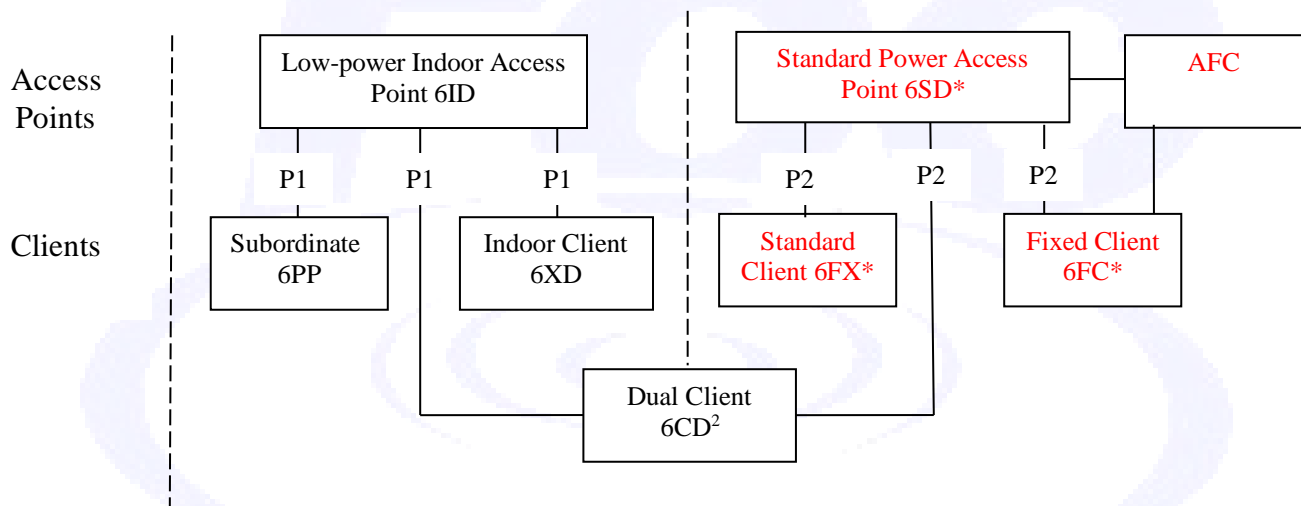 Access
Points
Low-power Indoor Access
Point 6ID
Standard Power Access
Point 6SD*
AFC
P1
P1
P1
P2
P2
P2
Clients
Subordinate
6PP
Indoor Client
6XD
Standard
Client 6FX*
Fixed Client
6FC*
Dual Client
6CD²